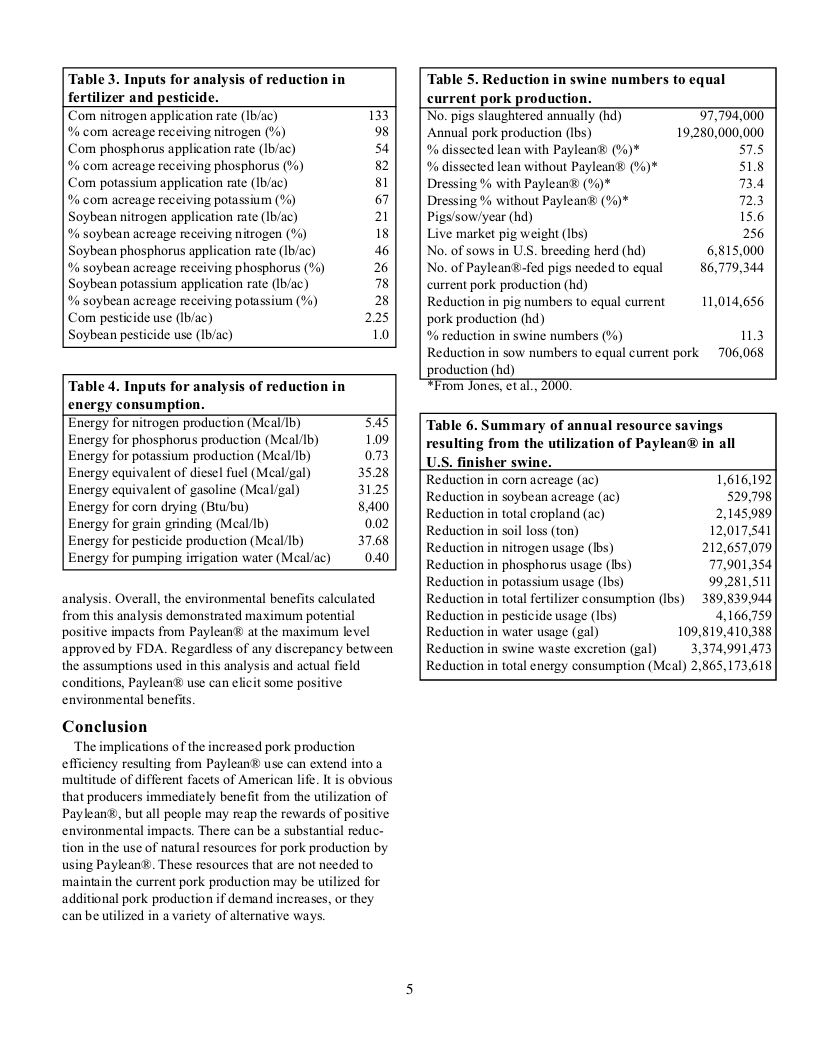 Table 3. Inputs for analysis of reduction in
fertilizer and pesticide.
Corn nitrogen application rate (lb/ac) 133
% corn acreage receiving nitrogen (%) 98
Corn phosphorus application rate (lb/ac) 54
% corn acreage receiving phosphorus (%) 82
Corn potassium application rate (lb/ac) 81
% corn acreage receiving potassium (%) 67
Soybean nitrogen application rate (lb/ac) 21
% soybean acreage receiving nitrogen (%) 18
Soybean phosphorus application rate (lb/ac) 46
% soybean acreage receiving phosphorus (%) 26
Soybean potassium application rate (lb/ac) 78
% soybean acreage receiving potassium (%) 28
Corn pesticide use (lb/ac) 2.25
Soybean pesticide use (lb/ac) 1.0
Table 4. Inputs for analysis of reduction in
energy consumption.
Energy for nitrogen production (Mcal/lb) 5.45
Energy for phosphorus production (Mcal/lb) 1.09
Energy for potassium production (Mcal/lb) 0.73
Energy equivalent of diesel fuel (Mcal/gal) 35.28
Energy equivalent of gasoline (Mcal/gal) 31.25
Energy for corn drying (Btu/bu) 8,400
Energy for grain grinding (Mcal/lb) 0.02
Energy for pesticide production (Mcal/lb) 37.68
Energy for pumping irrigation water (Mcal/ac) 0.40
analysis. Overall, the environmental benefits calculated
from this analysis demonstrated maximum potential
positive impacts from Paylean® at the maximum level
approved by FDA. Regardless of any discrepancy between
the assumptions used in this analysis and actual field
conditions, Paylean® use can elicit some positive
environmental benefits.
Conclusion
The implications of the increased pork production
efficiency resulting from Paylean® use can extend into a
multitude of different facets of American life. It is obvious
that producers immediately benefit from the utilization of
Paylean®, but all people may reap the rewards of positive
environmental impacts. There can be a substantial reduc-
tion in the use of natural resources for pork production by
using Paylean®. These resources that are not needed to
maintain the current pork production may be utilized for
additional pork production if demand increases, or they
can be utilized in a variety of alternative ways.
Table 5. Reduction in swine numbers to equal
current pork production.
No. pigs slaughtered annually (hd) 97,794,000
Annual pork production (lbs) 19,280,000,000
% dissected lean with Paylean® (%)* 57.5
% dissected lean without Paylean® (%)* 51.8
Dressing % with Paylean® (%)* 73.4
Dressing % without Paylean® (%)* 72.3
Pigs/sow/year (hd) 15.6
Live market pig weight (lbs) 256
No. of sows in U.S. breeding herd (hd) 6,815,000
No. of Paylean®-fed pigs needed to equal 86,779,344
current pork production (hd)
Reduction in pig numbers to equal current 11,014,656
pork production (hd)
% reduction in swine numbers (%) 11.3
Reduction in sow numbers to equal current pork 706,068
production (hd)
*From Jones, et al., 2000.
Table 6. Summary of annual resource savings
resulting from the utilization of Paylean® in all
U.S. finisher swine.
Reduction in corn acreage (ac) 1,616,192
Reduction in soybean acreage (ac) 529,798
Reduction in total cropland (ac) 2,145,989
Reduction in soil loss (ton) 12,017,541
Reduction in nitrogen usage (lbs) 212,657,079
Reduction in phosphorus usage (lbs) 77,901,354
Reduction in potassium usage (lbs) 99,281,511
Reduction in total fertilizer consumption (lbs) 389,839,944
Reduction in pesticide usage (lbs) 4,166,759
Reduction in water usage (gal) 109,819,410,388
Reduction in swine waste excretion (gal) 3,374,991,473
Reduction in total energy consumption (Mcal) 2,865,173,618
5